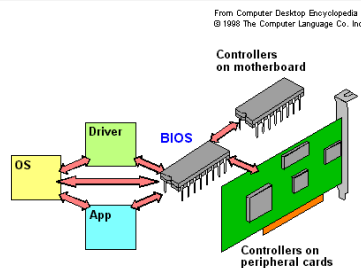 From Computer Desktop Encyclopedia
© 1998 The Computer Language Co. Inc
Controllers
on motherboard
Driver
BIOS
OS
App
Controllers on
peripheral cards